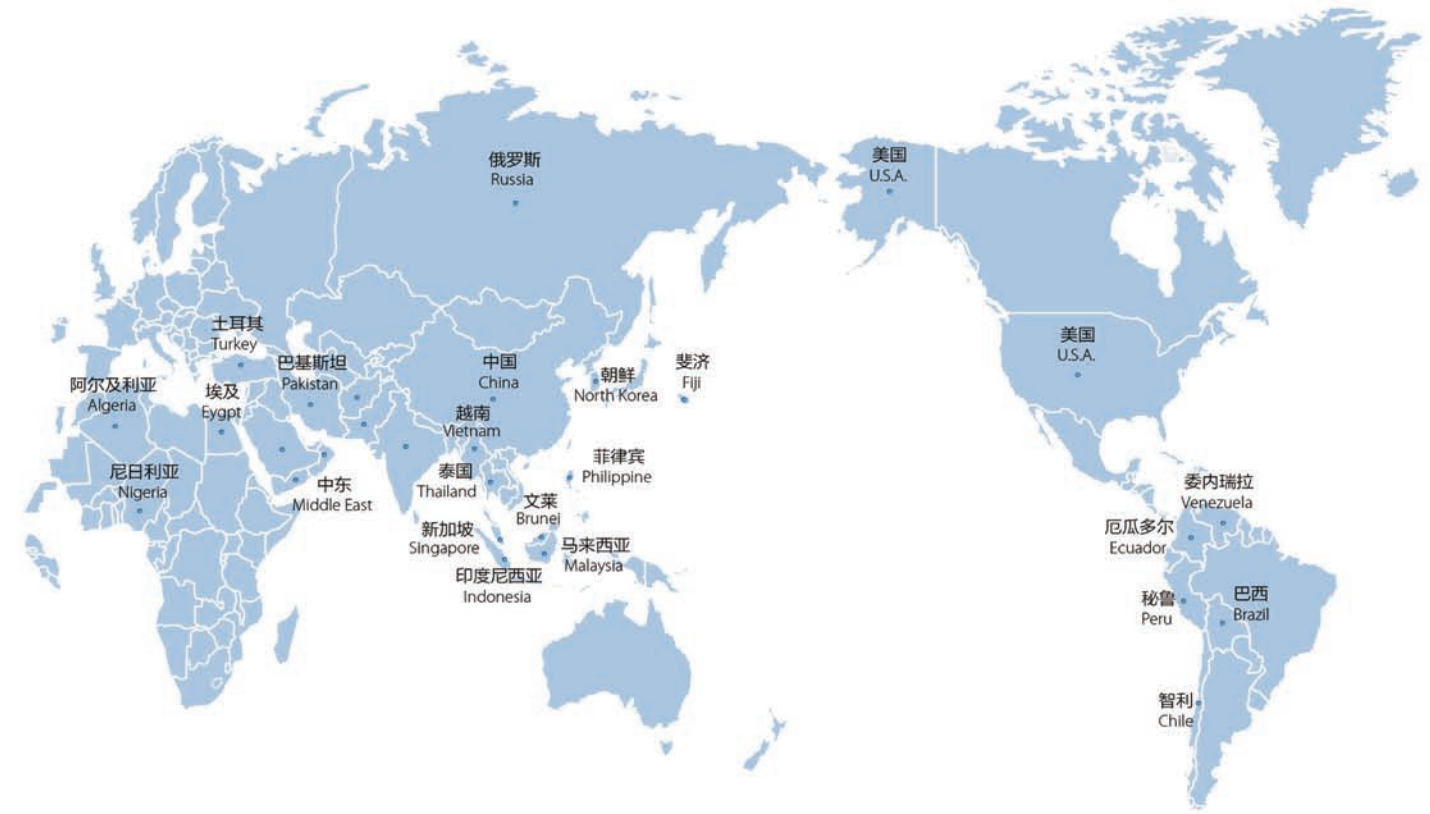 俄罗斯
Russia
美国
U.S.A.
土耳其
Turkey
巴基斯坦
Pakistan
中国
China
朝鲜
North Korea
斐济
Fiji
美国
U.S.A.
阿尔及利亚
Algeria
埃及
Eygpt
越南
Vietnam
尼日利亚
Nigeria
中东
Middle East
泰国
Thailand
菲律宾
Philippine
文莱
Brunei
新加坡
Singapore
马来西亚
Malaysia
印度尼西亚
Indonesia
委内瑞拉
Venezuela
厄瓜多尔
Ecuador
秘鲁
Peru
巴西
Brazil
智利
Chile